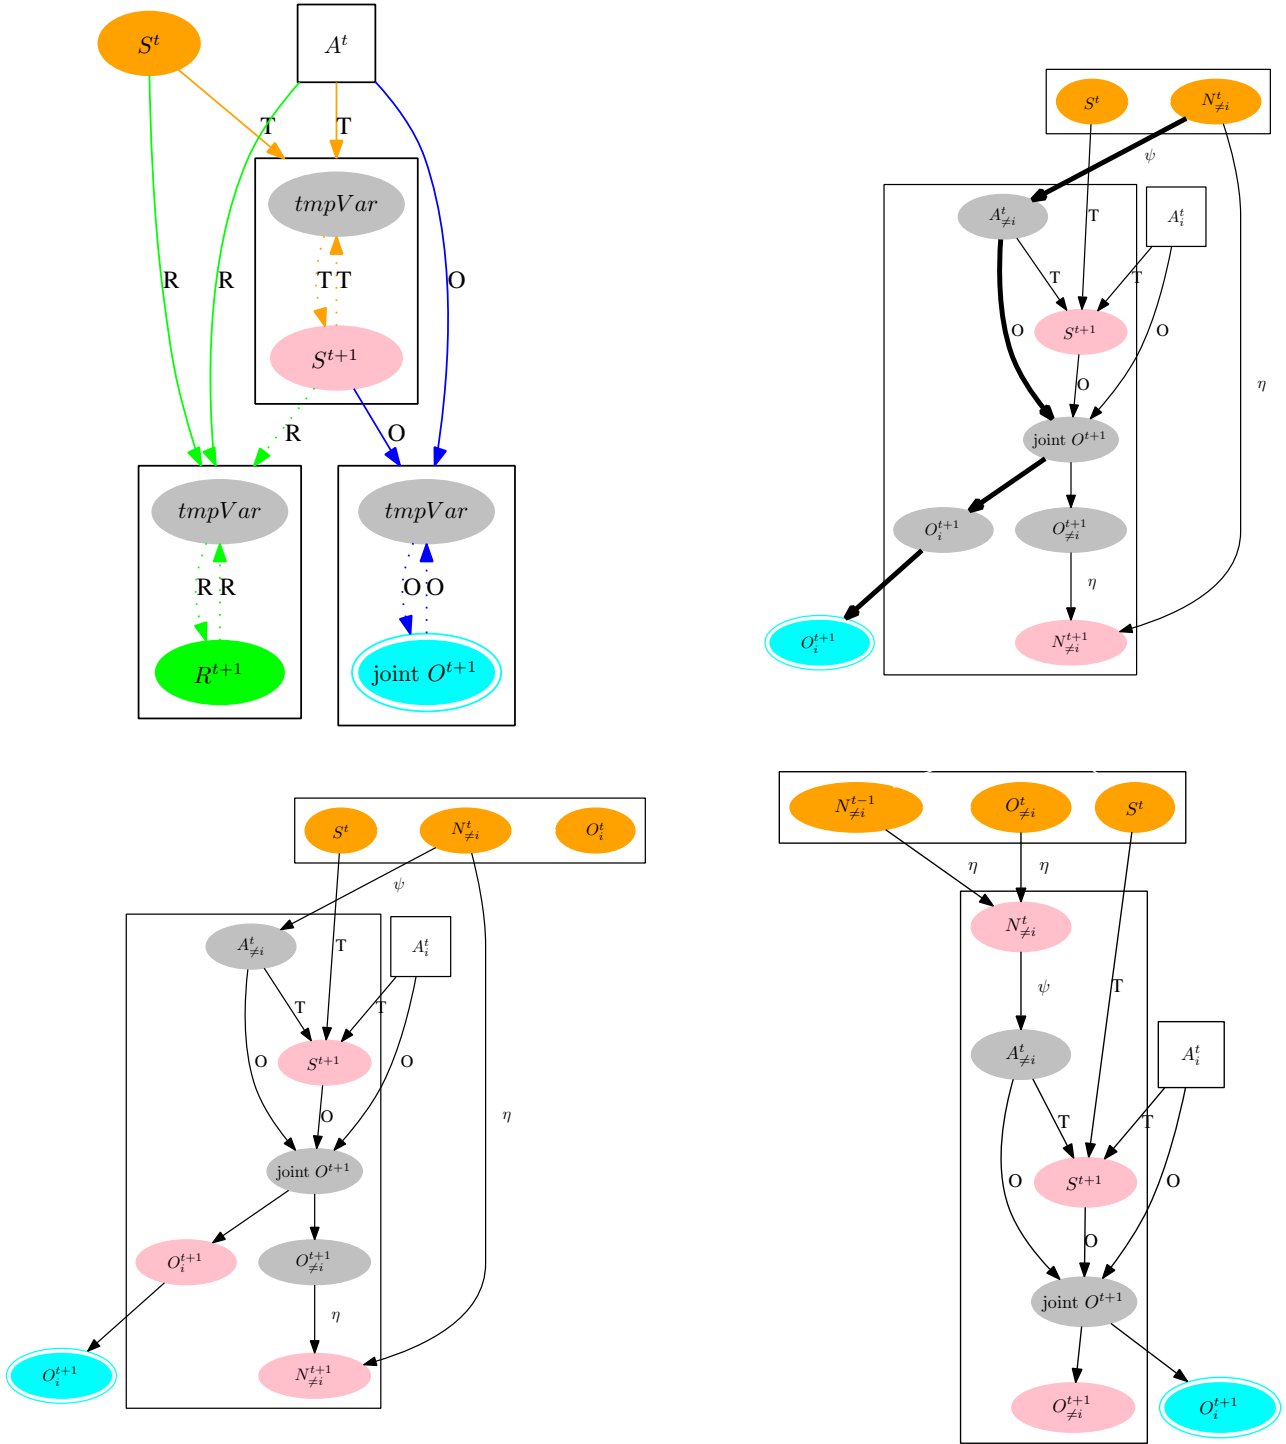 S^t
A^t
T T
tmpVar
R R T T O
S^{t+1}
R O
tmpVar tmpVar
R R O O
R^{t+1} joint O^{t+1}
S^t N^t_{≠i}
ψ
A^t_{≠i} T A^t_i
T T
O S^{t+1} O
O η
joint O^{t+1}
O^{t+1}_i O^{t+1}_{≠i}
η
O^{t+1}_i N^{t+1}_{≠i}
S^t N^t_{≠i} O^t_i
ψ
A^t_{≠i} T A^t_i
T T
O S^{t+1} O
O η
joint O^{t+1}
O^{t+1}_i O^{t+1}_{≠i}
η
O^{t+1}_i N^{t+1}_{≠i}
N^{t-1}_{≠i} O^t_{≠i} S^t
η η
N^t_{≠i}
ψ T
A^t_{≠i} A^t_i
T T
O S^{t+1} O
O
joint O^{t+1}
O^{t+1}_{≠i} O^{t+1}_i